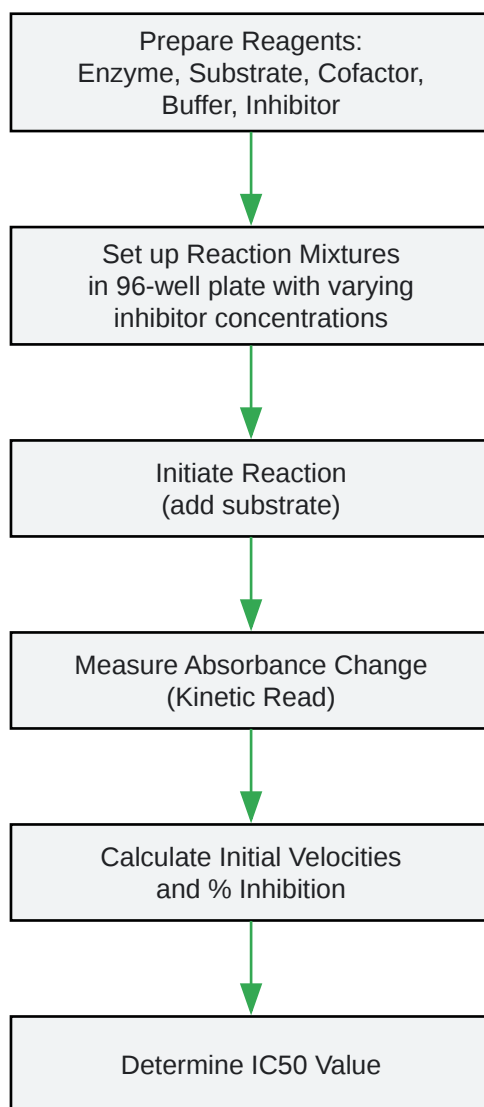 Prepare Reagents:
Enzyme, Substrate, Cofactor,
Buffer, Inhibitor
Set up Reaction Mixtures
in 96-well plate with varying
inhibitor concentrations
Initiate Reaction
(add substrate)
Measure Absorbance Change
(Kinetic Read)
Calculate Initial Velocities
and % Inhibition
Determine IC50 Value